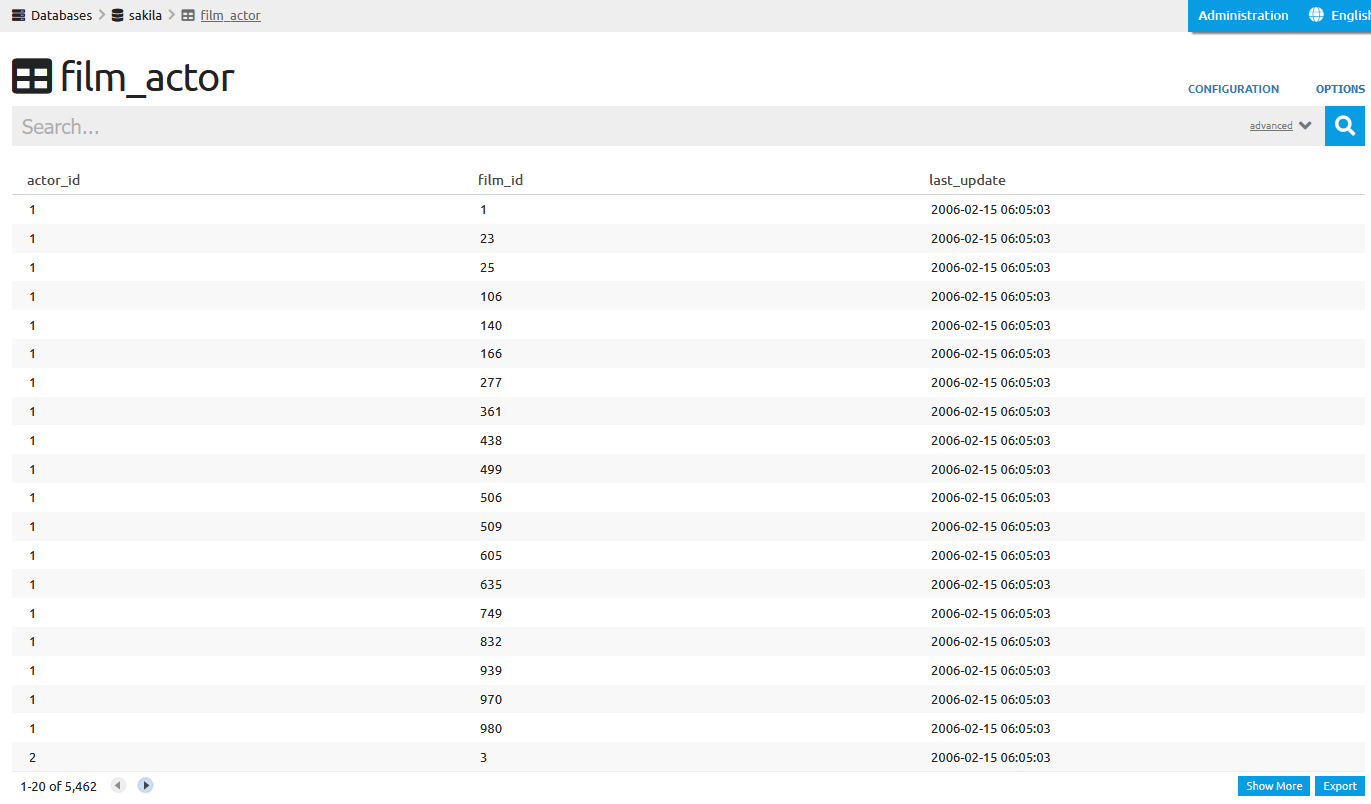 Databases sakila film_actor Administration English
film_actor
CONFIGURATION OPTIONS
Search... advanced
actor_id film_id last_update
1 1 2006-02-15 06:05:03
1 23 2006-02-15 06:05:03
1 25 2006-02-15 06:05:03
1 106 2006-02-15 06:05:03
1 140 2006-02-15 06:05:03
1 166 2006-02-15 06:05:03
1 277 2006-02-15 06:05:03
1 361 2006-02-15 06:05:03
1 438 2006-02-15 06:05:03
1 499 2006-02-15 06:05:03
1 506 2006-02-15 06:05:03
1 509 2006-02-15 06:05:03
1 605 2006-02-15 06:05:03
1 635 2006-02-15 06:05:03
1 749 2006-02-15 06:05:03
1 832 2006-02-15 06:05:03
1 939 2006-02-15 06:05:03
1 970 2006-02-15 06:05:03
1 980 2006-02-15 06:05:03
2 3 2006-02-15 06:05:03
1-20 of 5,462 Show More Export